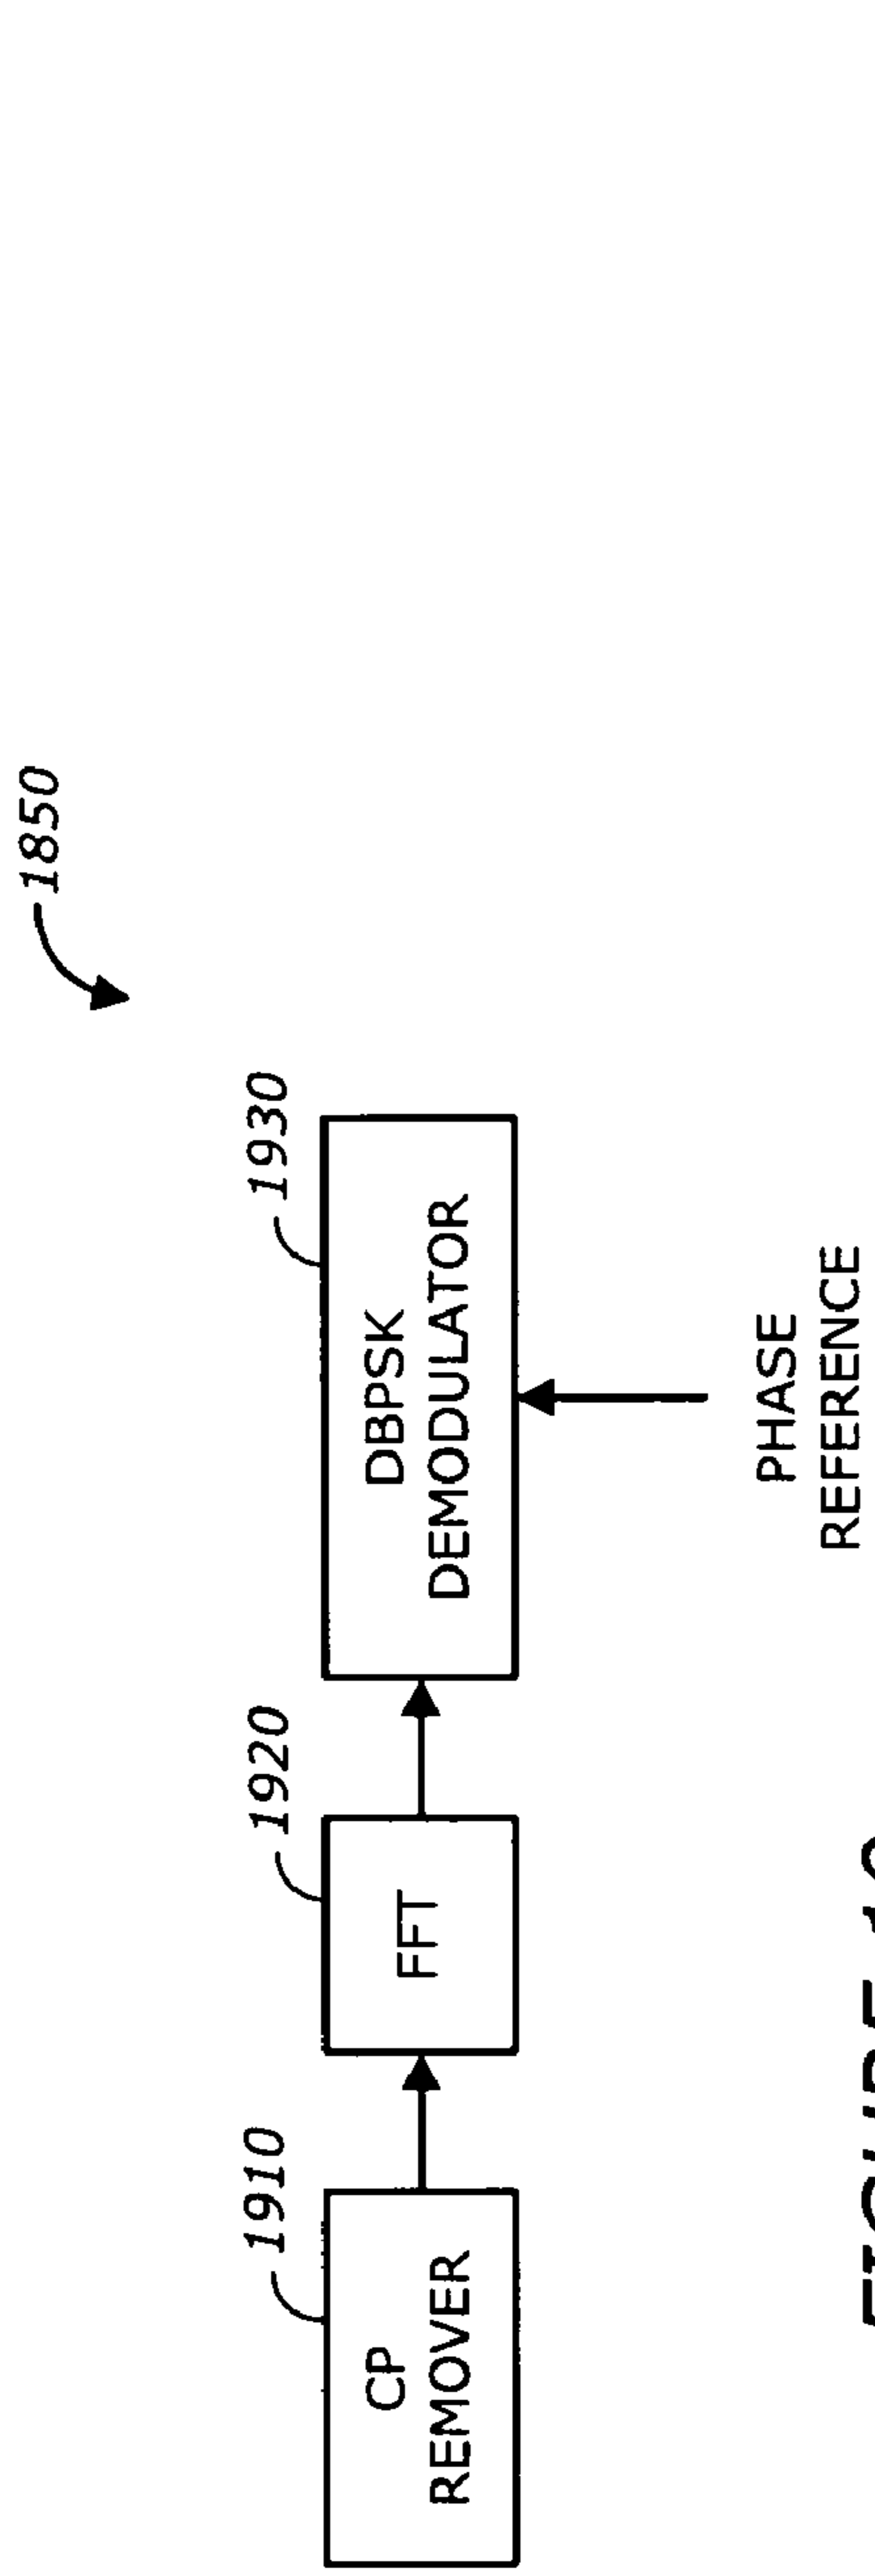 1850
1910
1920
1930
CP
REMOVER
FFT
DBPSK
DEMODULATOR
PHASE
REFERENCE